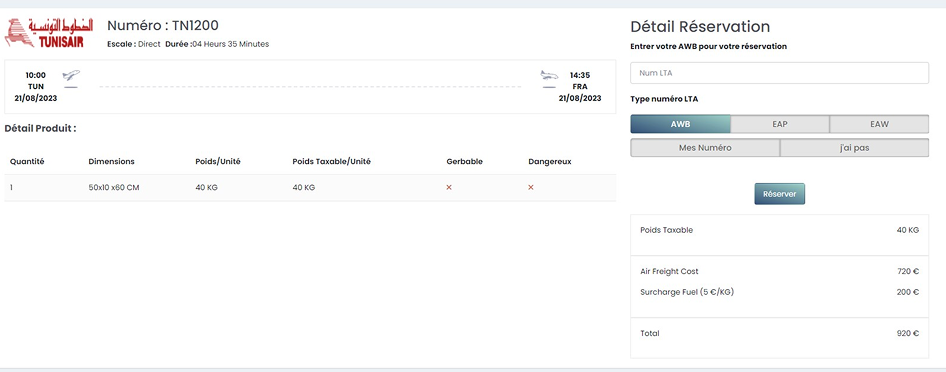 الخطوط التونسية
TUNISAIR
Numéro : TN1200
Escale : Direct Durée :04 Heurs 35 Minutes
10:00
TUN
21/08/2023
14:35
FRA
21/08/2023
Détail Produit :
Quantité Dimensions Poids/Unité Poids Taxable/Unité Gerbable Dangereux
1 50x10 x60 CM 40 KG 40 KG
Détail Réservation
Entrer votre AWB pour votre réservation
Num LTA
Type numéro LTA
AWB EAP EAW
Mes Numéro j'ai pas
Réserver
Poids Taxable 40 KG
Air Freight Cost 720 €
Surcharge Fuel (5 €/KG) 200 €
Total 920 €